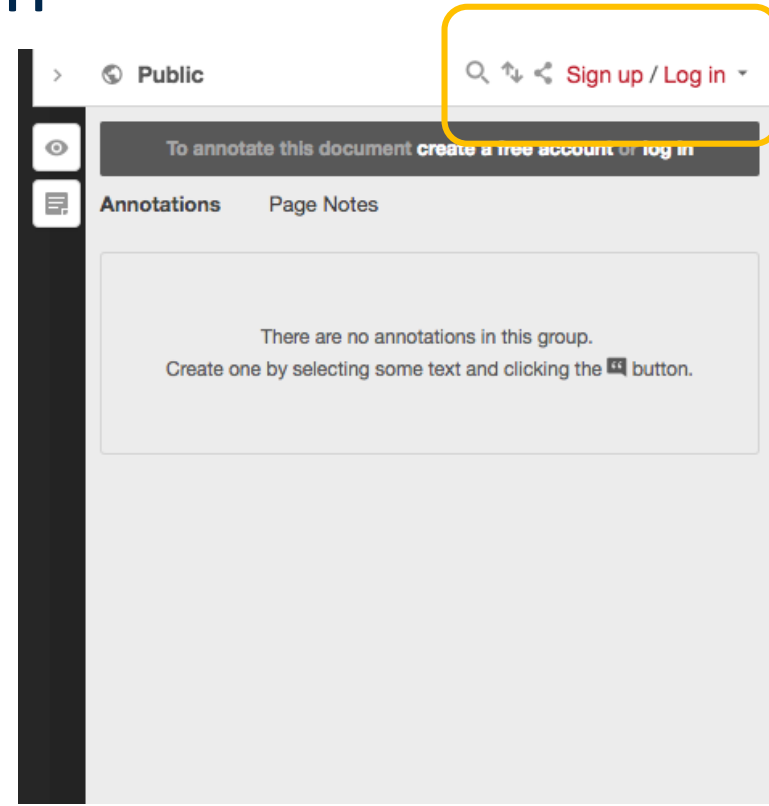 Public
Sign up / Log in
To annotate this document create a free account or log in
Annotations Page Notes
There are no annotations in this group.
Create one by selecting some text and clicking the button.